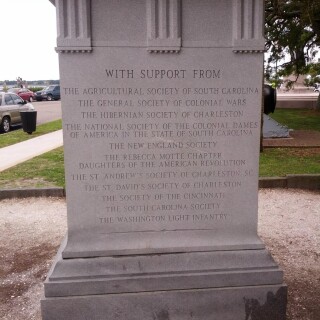 WITH SUPPORT FROM
THE AGRICULTURAL SOCIETY OF SOUTH CAROLINA
THE GENERAL SOCIETY OF COLONIAL WARS
THE HIBERNIAN SOCIETY OF CHARLESTON
THE NATIONAL SOCIETY OF THE COLONIAL DAMES
OF AMERICA IN THE STATE OF SOUTH CAROLINA
THE NEW ENGLAND SOCIETY
THE REBECCA MOTTE CHAPTER
DAUGHTERS OF THE AMERICAN REVOLUTION
THE ST. ANDREW'S SOCIETY OF CHARLESTON, SC
THE ST. DAVID'S SOCIETY OF CHARLESTON
THE SOCIETY OF THE CINCINNATI
THE SOUTH CAROLINA SOCIETY
THE WASHINGTON LIGHT INFANTRY